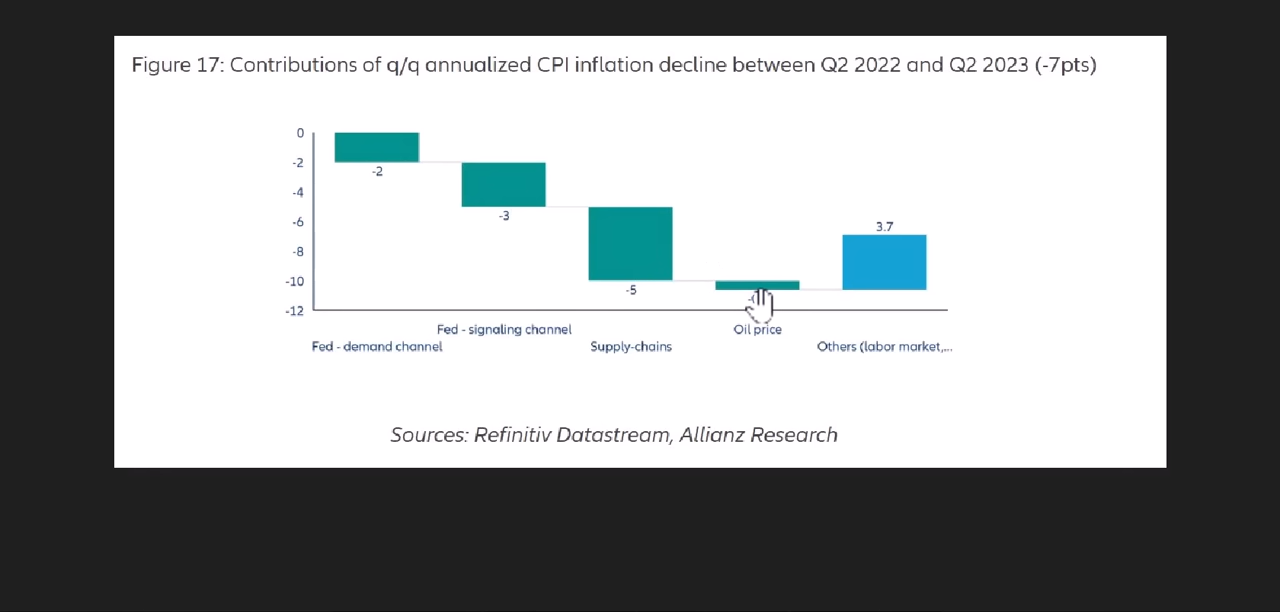 Figure 17: Contributions of q/q annualized CPI inflation decline between Q2 2022 and Q2 2023 (-7pts)
0
-2
-4
-6
-8
-10
-12
-2
-3
-5
3.7
Fed - signaling channel
Oil price
Fed - demand channel
Supply-chains
Others (labor market,...
Sources: Refinitiv Datastream, Allianz Research